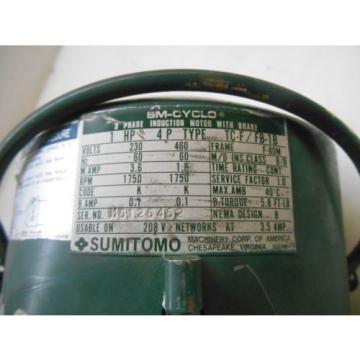 SM-CYCLO®
3 PHASE INDUCTION MOTOR WITH BRAKE
1 HP 4 P TYPE TC-F/FB-1B
VOLTS 230 460 FRAME F-80M
Hz 60 60 M/B INS.CLASS B/B
M AMP 3.6 1.8 TIME RATING CONT
RPM 1750 1750 SERVICE FACTOR 1.0
CODE K K MAX.AMB 40°C
B AMP 0.2 0.1 B.TORQUE 5.8 FT-LB
SER.NO. NEMA DESIGN B
USABLE ON 208 V NETWORKS AT 3.5 AMP
SUMITOMO MACHINERY CORP. OF AMERICA
CHESAPEAKE, VIRGINIA